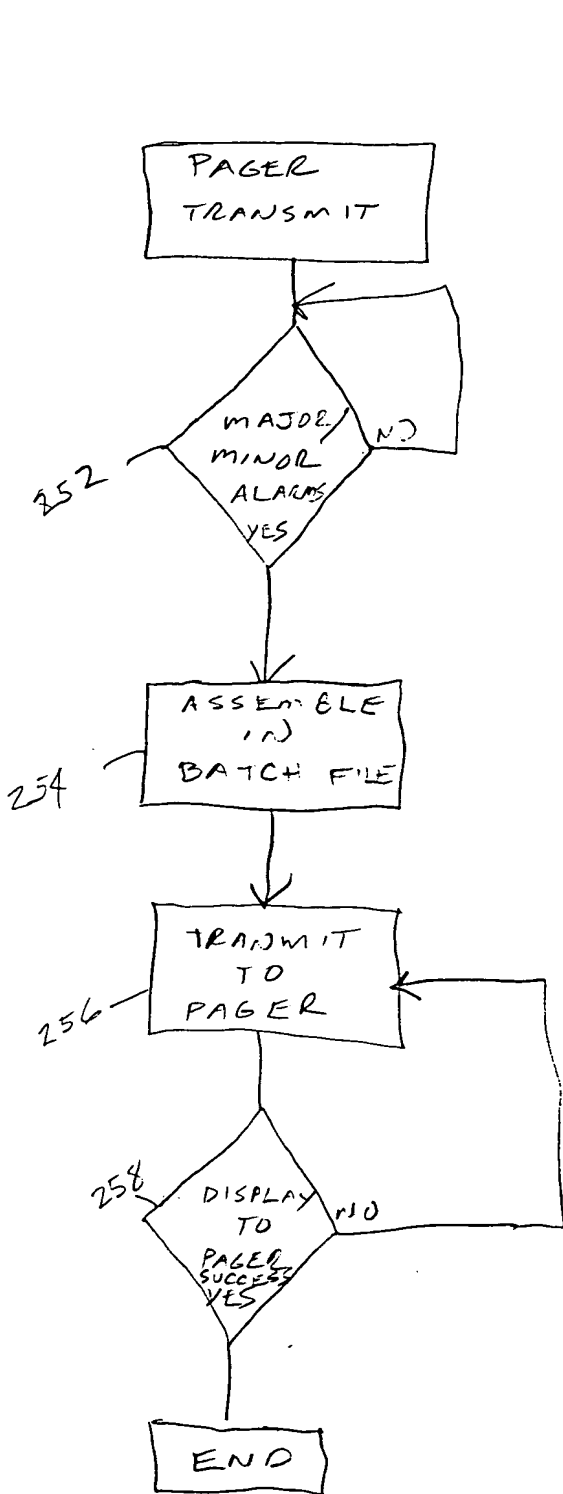 PAGER
TRANSMIT
MAJOR/
MINOR
ALARMS
YES
NO
252
ASSEMBLE
IN
BATCH FILE
254
TRANMIT
TO
PAGER
256
258
DISPLAY
TO
PAGER
SUCCESS
YES
NO
END